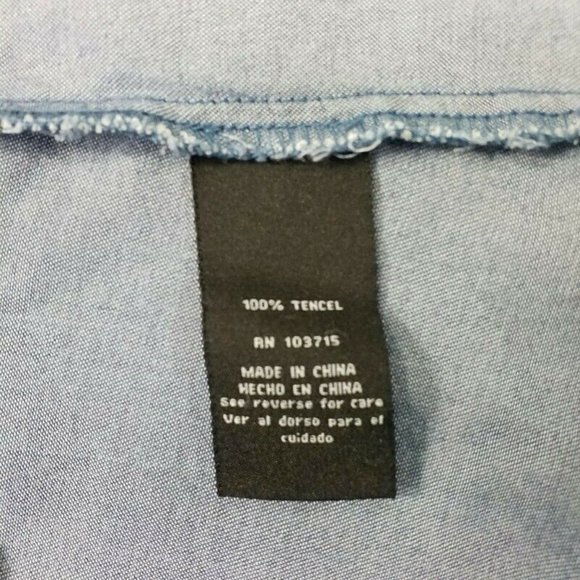 100% TENCEL
RN 103715
MADE IN CHINA
HECHO EN CHINA
See reverse for care
Ver al dorso para el
cuidado